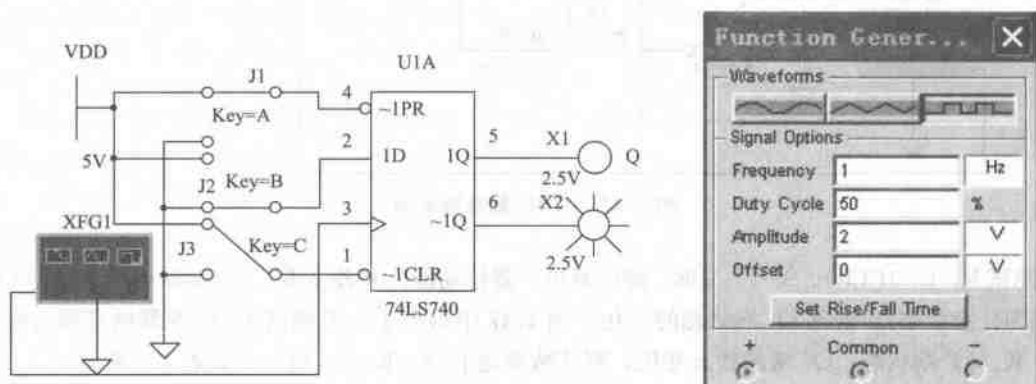 VDD
5V
XFG1
J1
Key=A
J2
Key=B
J3
Key=C
U1A
4
~1PR
2
1D
3
1
~1CLR
74LS740
1Q
5
~1Q
6
X1
Q
2.5V
X2
2.5V
Function Gener...
Waveforms
Signal Options
Frequency 1 Hz
Duty Cycle 50 %
Amplitude 2 V
Offset 0 V
Set Rise/Fall Time
+ Common −